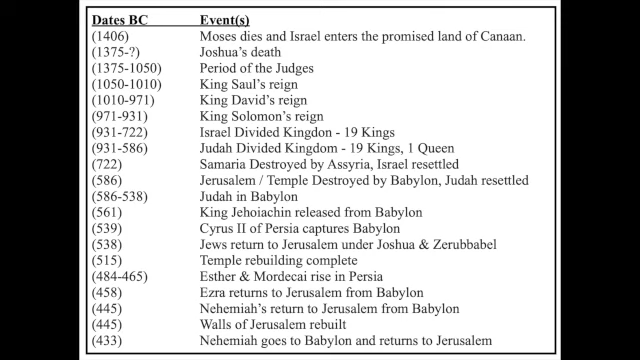 Dates BC Event(s)
(1406) Moses dies and Israel enters the promised land of Canaan.
(1375-?) Joshua's death
(1375-1050) Period of the Judges
(1050-1010) King Saul's reign
(1010-971) King David's reign
(971-931) King Solomon's reign
(931-722) Israel Divided Kingdon - 19 Kings
(931-586) Judah Divided Kingdom - 19 Kings, 1 Queen
(722) Samaria Destroyed by Assyria, Israel resettled
(586) Jerusalem / Temple Destroyed by Babylon, Judah resettled
(586-538) Judah in Babylon
(561) King Jehoiachin released from Babylon
(539) Cyrus II of Persia captures Babylon
(538) Jews return to Jerusalem under Joshua & Zerubbabel
(515) Temple rebuilding complete
(484-465) Esther & Mordecai rise in Persia
(458) Ezra returns to Jerusalem from Babylon
(445) Nehemiah's return to Jerusalem from Babylon
(445) Walls of Jerusalem rebuilt
(433) Nehemiah goes to Babylon and returns to Jerusalem